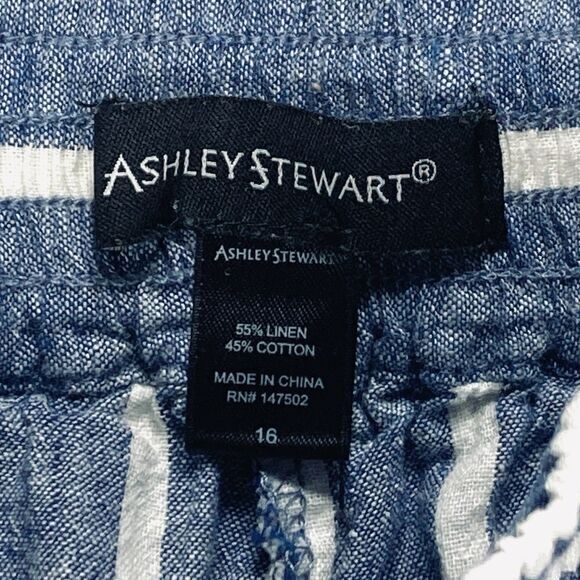 ASHLEY STEWART®
ASHLEY STEWART
55% LINEN
45% COTTON
MADE IN CHINA
RN# 147502
16